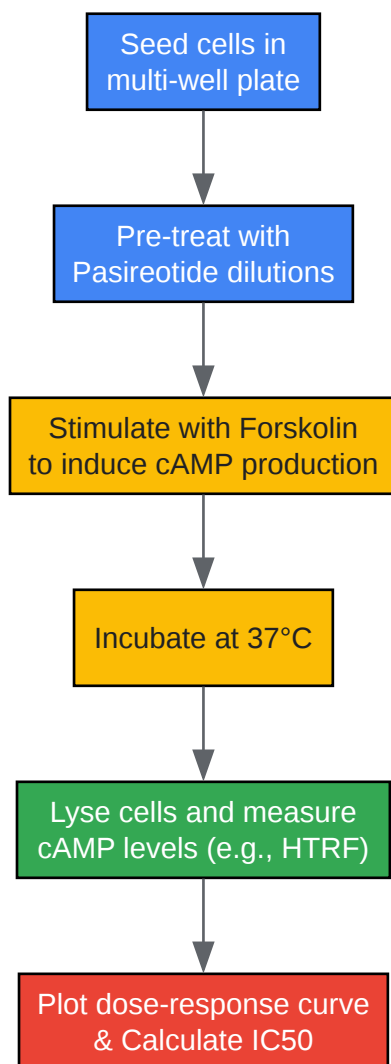 Seed cells in
multi-well plate
Pre-treat with
Pasireotide dilutions
Stimulate with Forskolin
to induce cAMP production
Incubate at 37°C
Lyse cells and measure
cAMP levels (e.g., HTRF)
Plot dose-response curve
& Calculate IC50